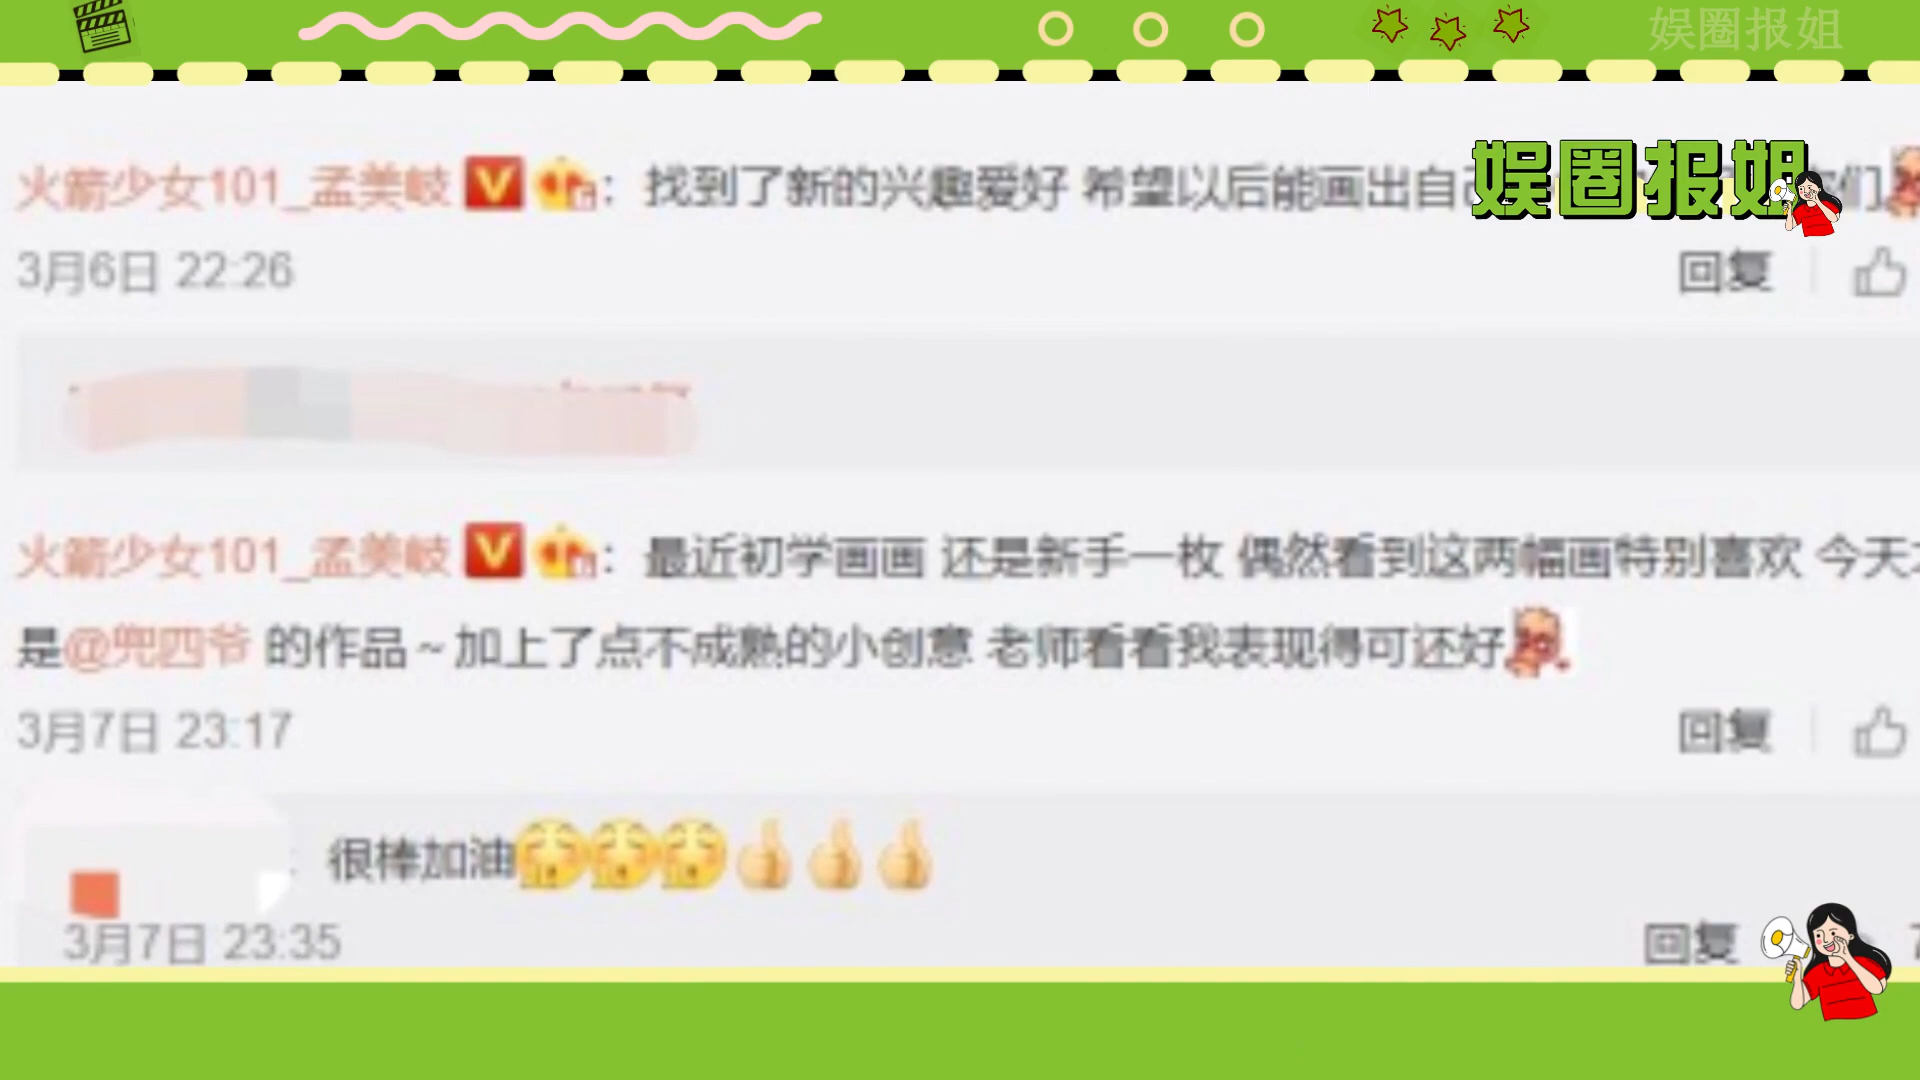 娱圈报姐
娱圈报姐
火箭少女101_孟美岐：找到了新的兴趣爱好 希望以后能画出自己 们
3月6日 22:26 回复
火箭少女101_孟美岐：最近初学画画 还是新手一枚 偶然看到这两幅画特别喜欢 今天
是@兜四爷 的作品~加上了点不成熟的小创意 老师看看我表现得可还好
3月7日 23:17 回复
：很棒加油
3月7日 23:35 回复